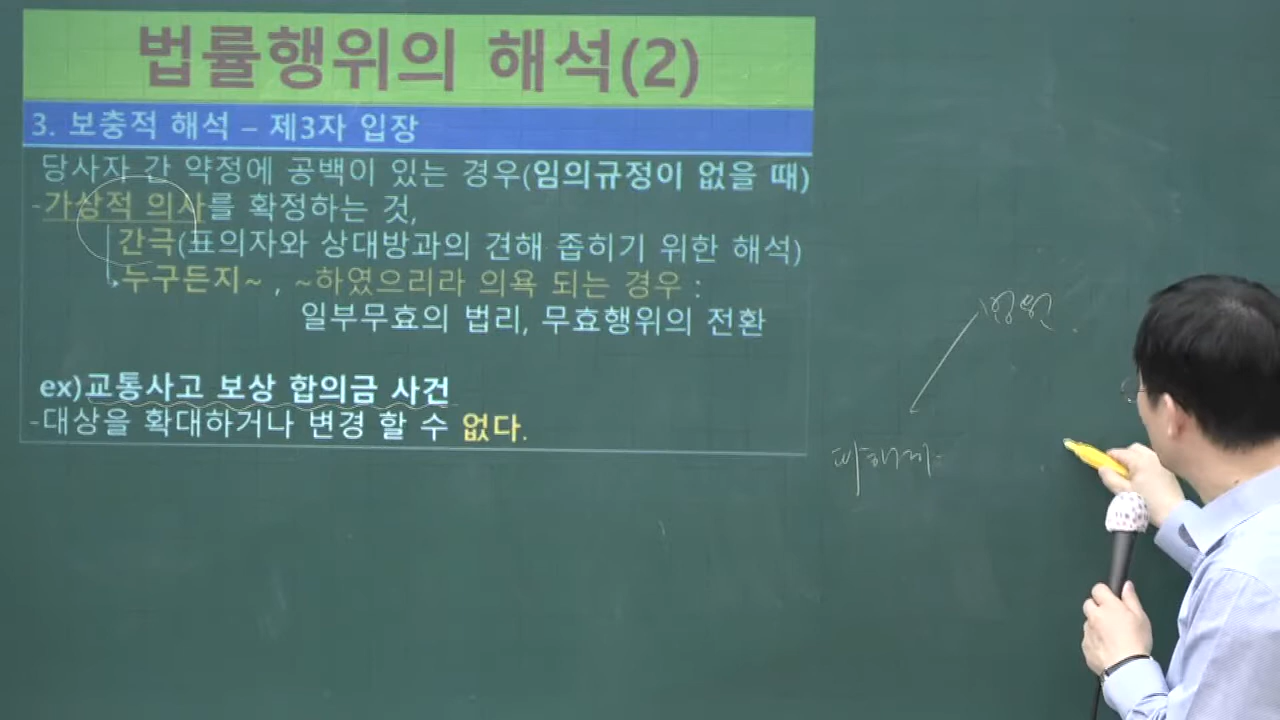 법률행위의 해석(2)
3. 보충적 해석 – 제3자 입장
당사자 간 약정에 공백이 있는 경우(임의규정이 없을 때)
-가상적 의사를 확정하는 것,
간극(표의자와 상대방과의 견해 좁히기 위한 해석)
누구든지~ , ~하였으리라 의욕 되는 경우 :
일부무효의 법리, 무효행위의 전환
ex)교통사고 보상 합의금 사건
-대상을 확대하거나 변경 할 수 없다.
병원
피해자